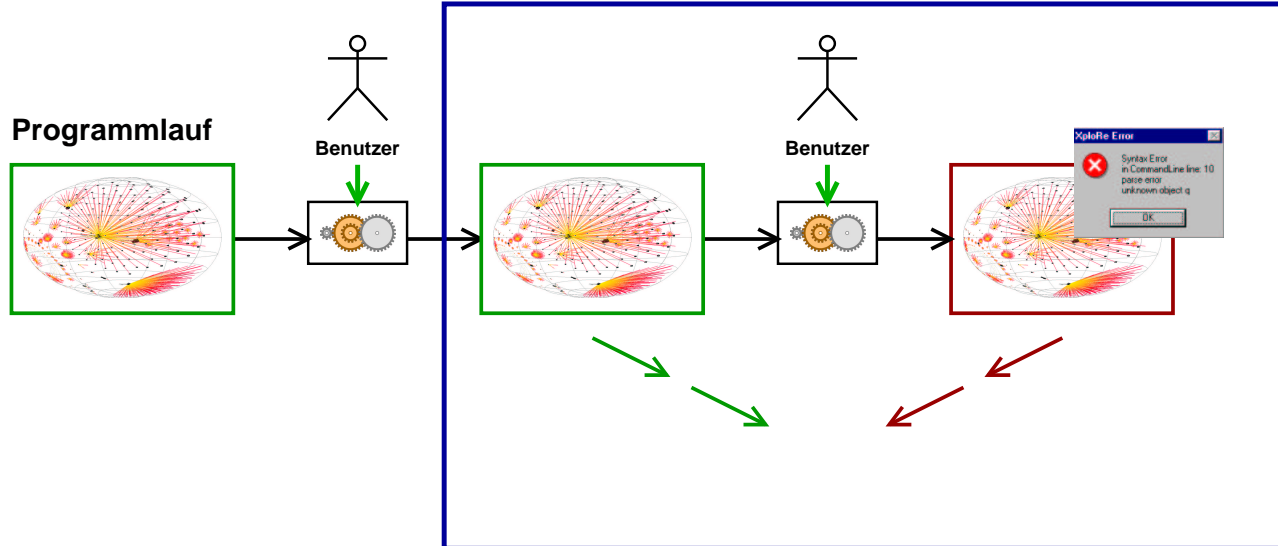 Programmlauf
Benutzer
Benutzer
XploRe Error
Syntax Error
in CommandLine line: 10
parse error
unknown object q
OK